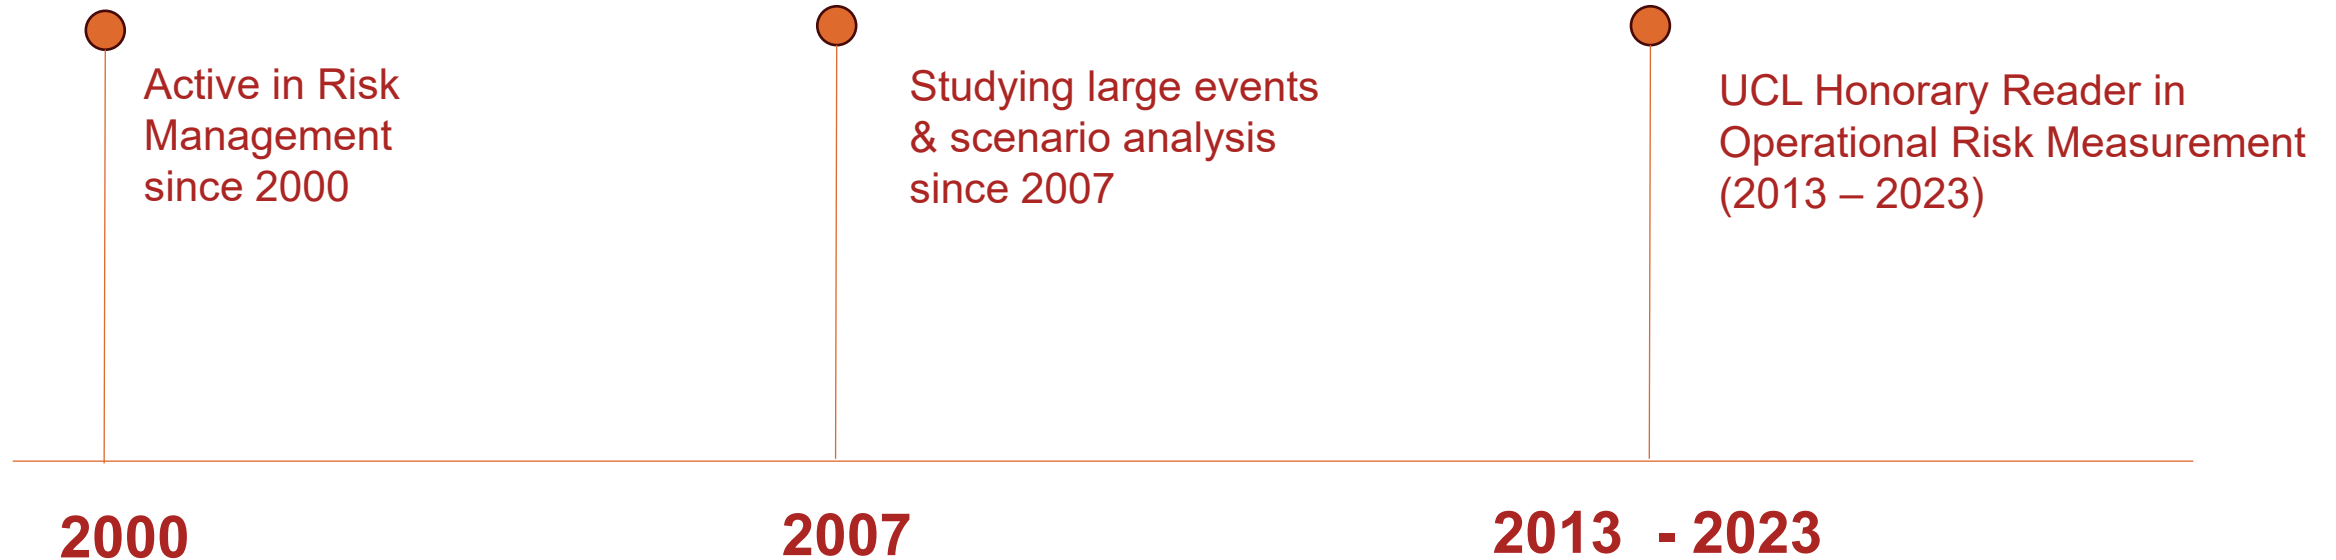 Active in Risk
Management
since 2000
Studying large events
& scenario analysis
since 2007
UCL Honorary Reader in
Operational Risk Measurement
(2013 – 2023)
2000
2007
2013 - 2023